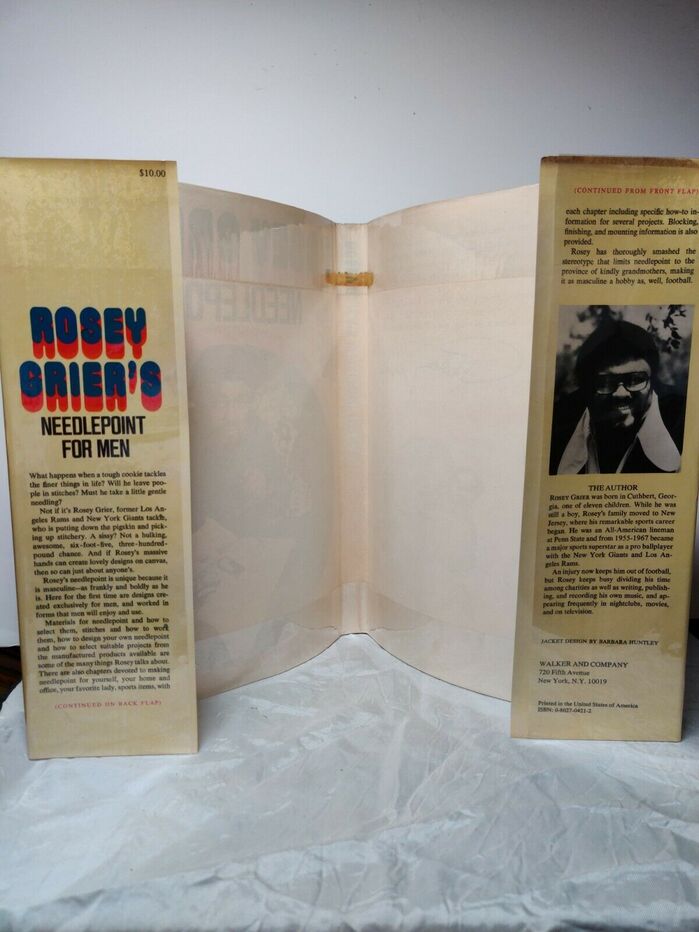 $10.00
ROSEY
GRIER'S
NEEDLEPOINT
FOR MEN
What happens when a tough cookie tackles
the finer things in life? Will he leave peo-
ple in stitches? Must he take a little gentle
needling?
Not if it's Rosey Grier, former Los An-
geles Rams and New York Giants tackle,
who is putting down the pigskin and pick-
ing up stitchery. A sissy? Not a hulking,
awesome, six-foot-five, three-hundred-
pound chance. And if Rosey's massive
hands can create lovely designs on canvas,
then so can just about anyone's.
Rosey's needlepoint is unique because it
is masculine—as frankly and boldly as he
is. Here for the first time are designs cre-
ated exclusively for men, and worked in
forms that men will enjoy and use.
Materials for needlepoint and how to
select them, stitches and how to work
them, how to design your own needlepoint
and how to select suitable projects from
the manufactured products available are
some of the many things Rosey talks about.
There are also chapters devoted to making
needlepoint for yourself, your home and
office, your favorite lady, sports items, with
(CONTINUED ON BACK FLAP)
(CONTINUED FROM FRONT FLAP)
each chapter including specific how-to in-
formation for several projects. Blocking,
finishing, and mounting information is also
provided.
Rosey has thoroughly smashed the
stereotype that limits needlepoint to the
province of kindly grandmothers, making
it as masculine a hobby as, well, football.
THE AUTHOR
ROSEY GRIER was born in Cuthbert, Geor-
gia, one of eleven children. While he was
still a boy, Rosey's family moved to New
Jersey, where his remarkable sports career
began. He was an All-American lineman
at Penn State and from 1955-1967 became
a major sports superstar as a pro ballplayer
with the New York Giants and Los An-
geles Rams.
An injury now keeps him out of football,
but Rosey keeps busy dividing his time
among charities as well as writing, publish-
ing, and recording his own music, and ap-
pearing frequently in nightclubs, movies,
and on television.
JACKET DESIGN BY BARBARA HUNTLEY
WALKER AND COMPANY
720 Fifth Avenue
New York, N.Y. 10019
Printed in the United States of America
ISBN: 0-8027-0421-2